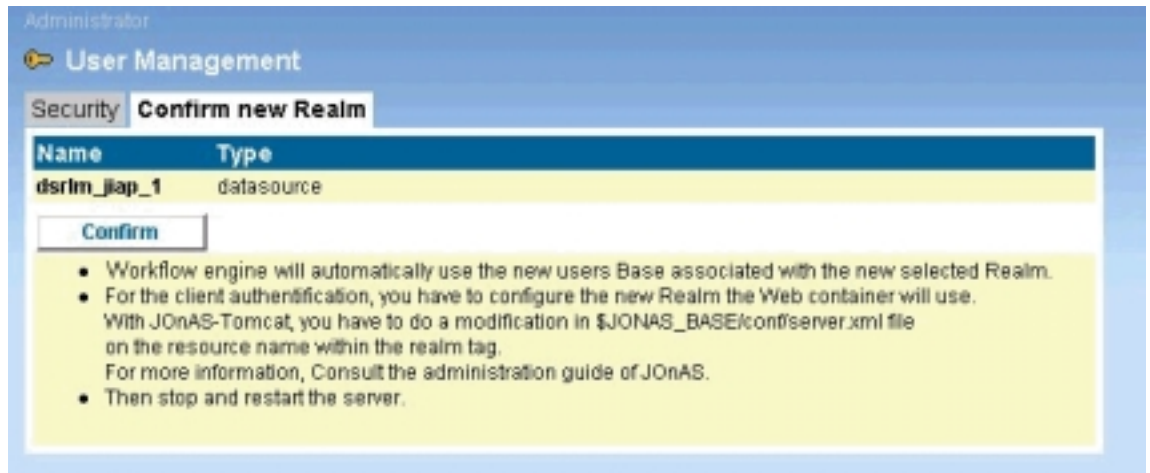 Administrator
User Management
Security Confirm new Realm
Name Type
dsrlm_jiap_1 datasource
Confirm
• Workflow engine will automatically use the new users Base associated with the new selected Realm.
• For the client authentification, you have to configure the new Realm the Web container will use.
With JOnAS-Tomcat, you have to do a modification in $JONAS_BASE/conf/server.xml file
on the resource name within the realm tag.
For more information, Consult the administration guide of JOnAS.
• Then stop and restart the server.